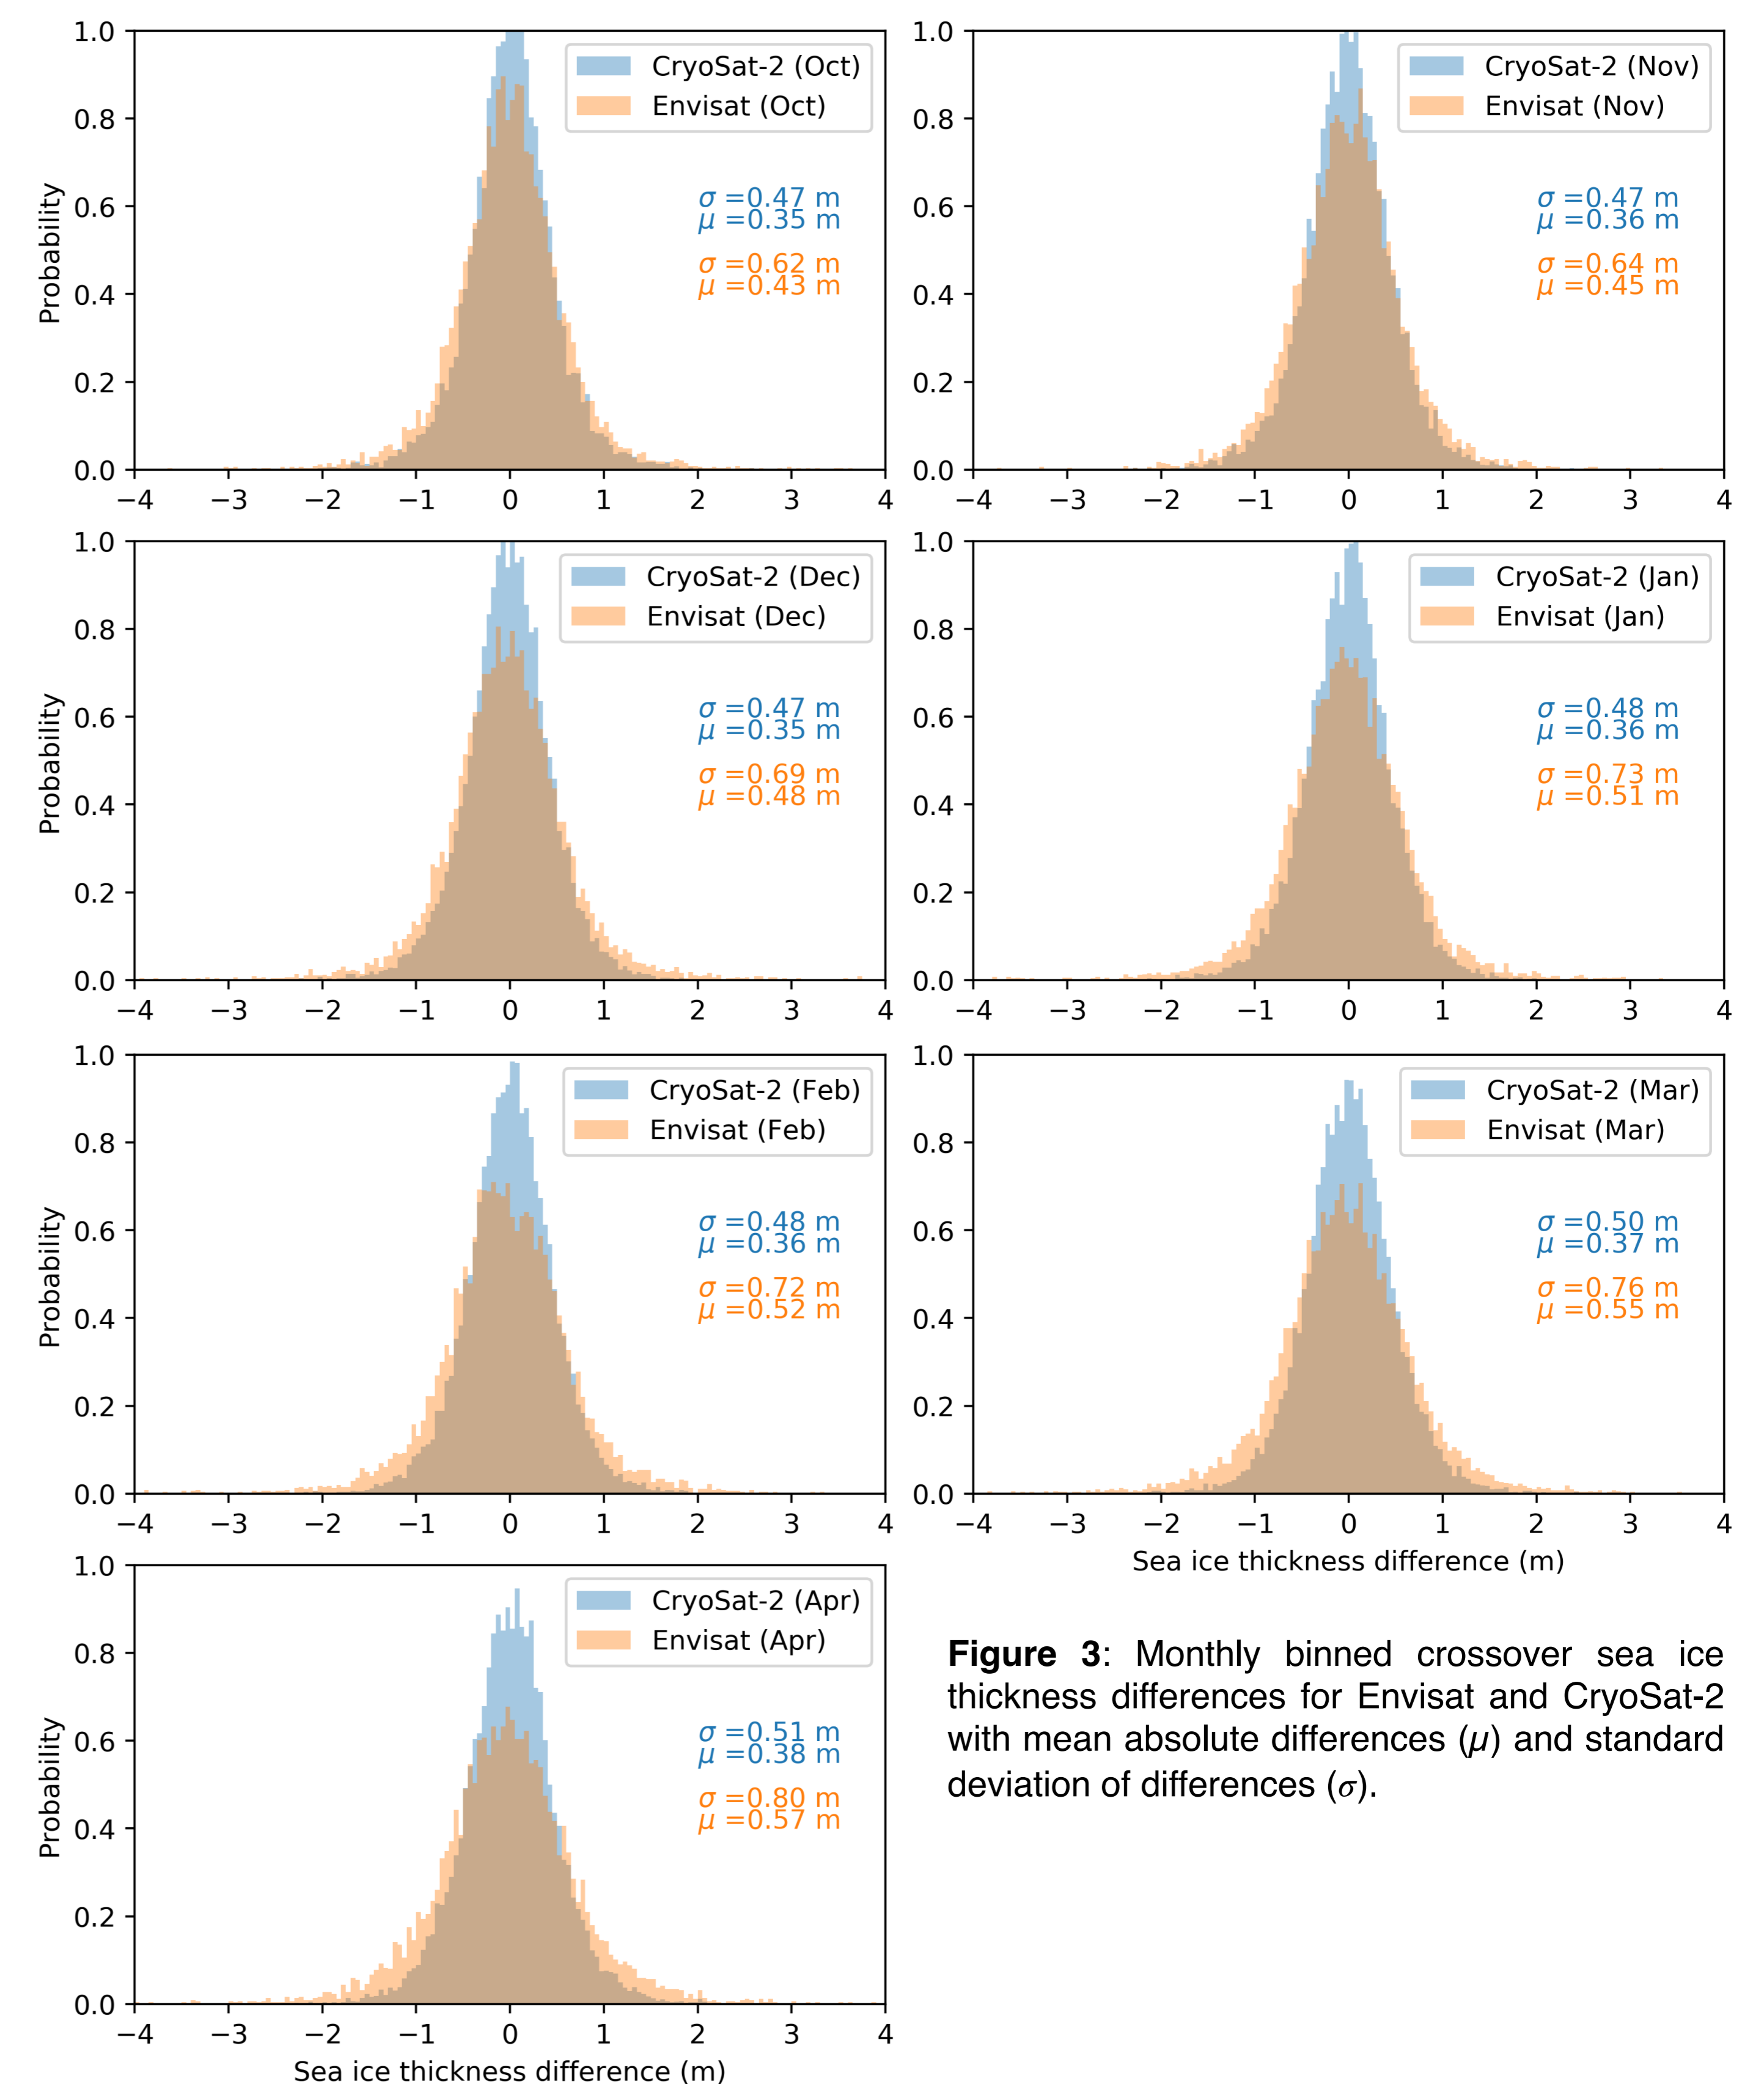 1.0
0.8
0.6
0.4
0.2
0.0
Probability
−4 −3 −2 −1 0 1 2 3 4
CryoSat-2 (Oct)
Envisat (Oct)
σ =0.47 m
μ =0.35 m
σ =0.62 m
μ =0.43 m
1.0
0.8
0.6
0.4
0.2
0.0
−4 −3 −2 −1 0 1 2 3 4
CryoSat-2 (Nov)
Envisat (Nov)
σ =0.47 m
μ =0.36 m
σ =0.64 m
μ =0.45 m
1.0
0.8
0.6
0.4
0.2
0.0
Probability
−4 −3 −2 −1 0 1 2 3 4
CryoSat-2 (Dec)
Envisat (Dec)
σ =0.47 m
μ =0.35 m
σ =0.69 m
μ =0.48 m
1.0
0.8
0.6
0.4
0.2
0.0
−4 −3 −2 −1 0 1 2 3 4
CryoSat-2 (Jan)
Envisat (Jan)
σ =0.48 m
μ =0.36 m
σ =0.73 m
μ =0.51 m
1.0
0.8
0.6
0.4
0.2
0.0
Probability
−4 −3 −2 −1 0 1 2 3 4
CryoSat-2 (Feb)
Envisat (Feb)
σ =0.48 m
μ =0.36 m
σ =0.72 m
μ =0.52 m
1.0
0.8
0.6
0.4
0.2
0.0
−4 −3 −2 −1 0 1 2 3 4
Sea ice thickness difference (m)
CryoSat-2 (Mar)
Envisat (Mar)
σ =0.50 m
μ =0.37 m
σ =0.76 m
μ =0.55 m
1.0
0.8
0.6
0.4
0.2
0.0
Probability
−4 −3 −2 −1 0 1 2 3 4
Sea ice thickness difference (m)
CryoSat-2 (Apr)
Envisat (Apr)
σ =0.51 m
μ =0.38 m
σ =0.80 m
μ =0.57 m
Figure 3: Monthly binned crossover sea ice
thickness differences for Envisat and CryoSat-2
with mean absolute differences (μ) and standard
deviation of differences (σ).